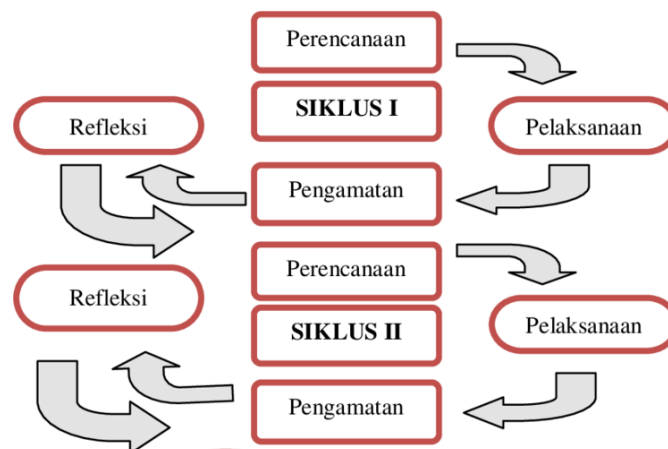 Perencanaan
SIKLUS I
Refleksi
Pelaksanaan
Pengamatan
Perencanaan
Refleksi
SIKLUS II
Pelaksanaan
Pengamatan